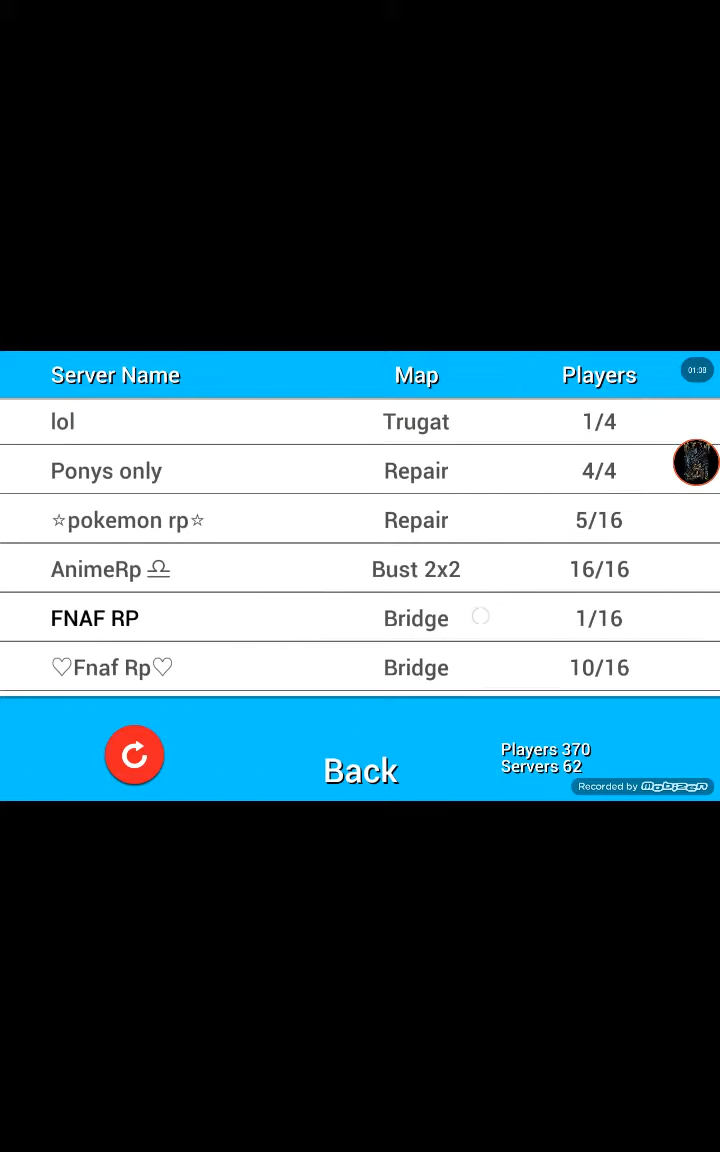 Server Name Map Players 01:08
lol Trugat 1/4
Ponys only Repair 4/4
☆pokemon rp☆ Repair 5/16
AnimeRp ♎ Bust 2x2 16/16
FNAF RP Bridge 1/16
♡Fnaf Rp♡ Bridge 10/16
Back
Players 370
Servers 62
Recorded by mobizen